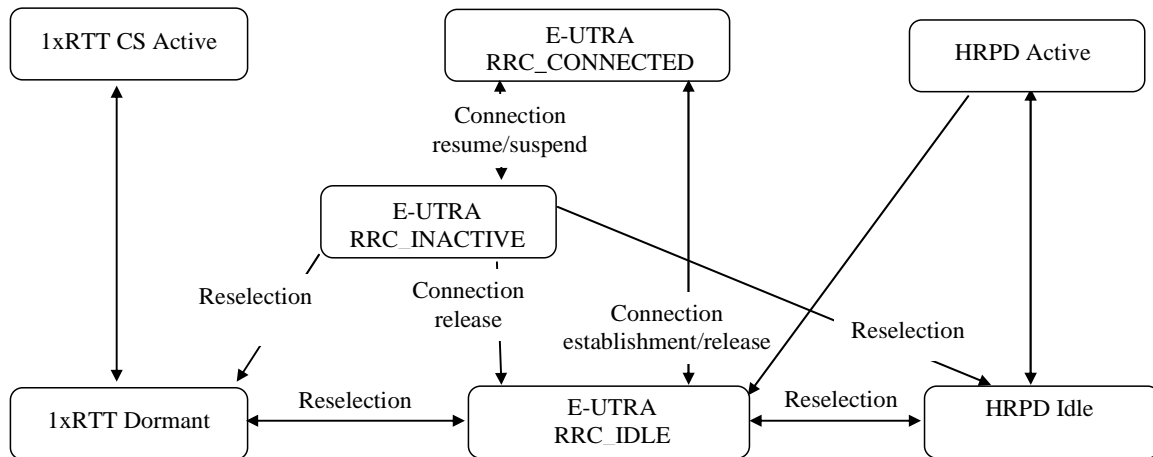 1xRTT CS Active
E-UTRA
RRC_CONNECTED
HRPD Active
Connection
resume/suspend
E-UTRA
RRC_INACTIVE
Reselection
Connection
release
Connection
establishment/release
Reselection
1xRTT Dormant
Reselection
E-UTRA
RRC_IDLE
Reselection
HRPD Idle